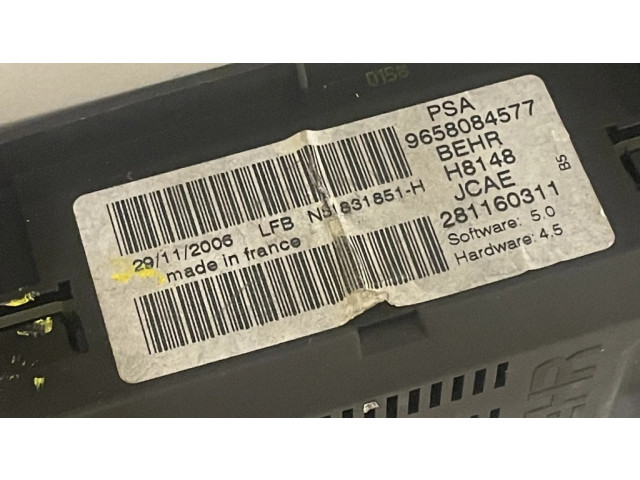 0158
PSA
9658084577
BEHR
H8148
JCAE
281160311
B5
Software: 5.0
Hardware: 4.5
29/11/2006 LFB
made in france